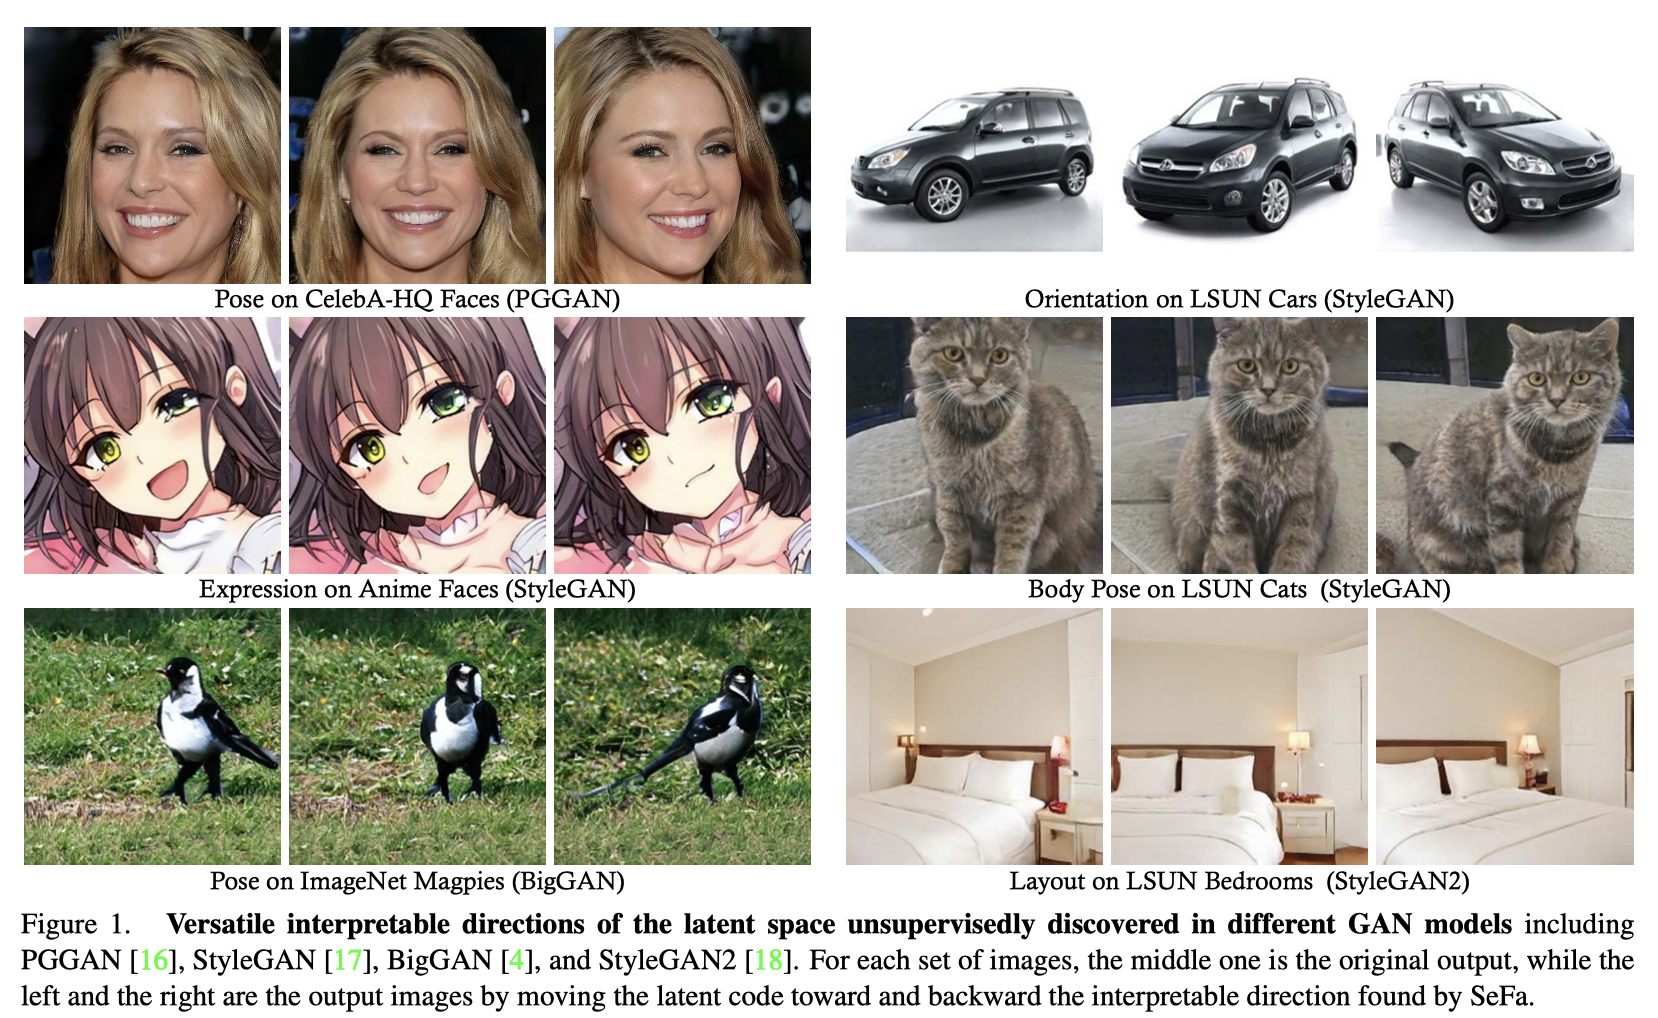 Pose on CelebA-HQ Faces (PGGAN)
Orientation on LSUN Cars (StyleGAN)
Expression on Anime Faces (StyleGAN)
Body Pose on LSUN Cats (StyleGAN)
Pose on ImageNet Magpies (BigGAN)
Layout on LSUN Bedrooms (StyleGAN2)
Figure 1. Versatile interpretable directions of the latent space unsupervisedly discovered in different GAN models including
PGGAN [16], StyleGAN [17], BigGAN [4], and StyleGAN2 [18]. For each set of images, the middle one is the original output, while the
left and the right are the output images by moving the latent code toward and backward the interpretable direction found by SeFa.